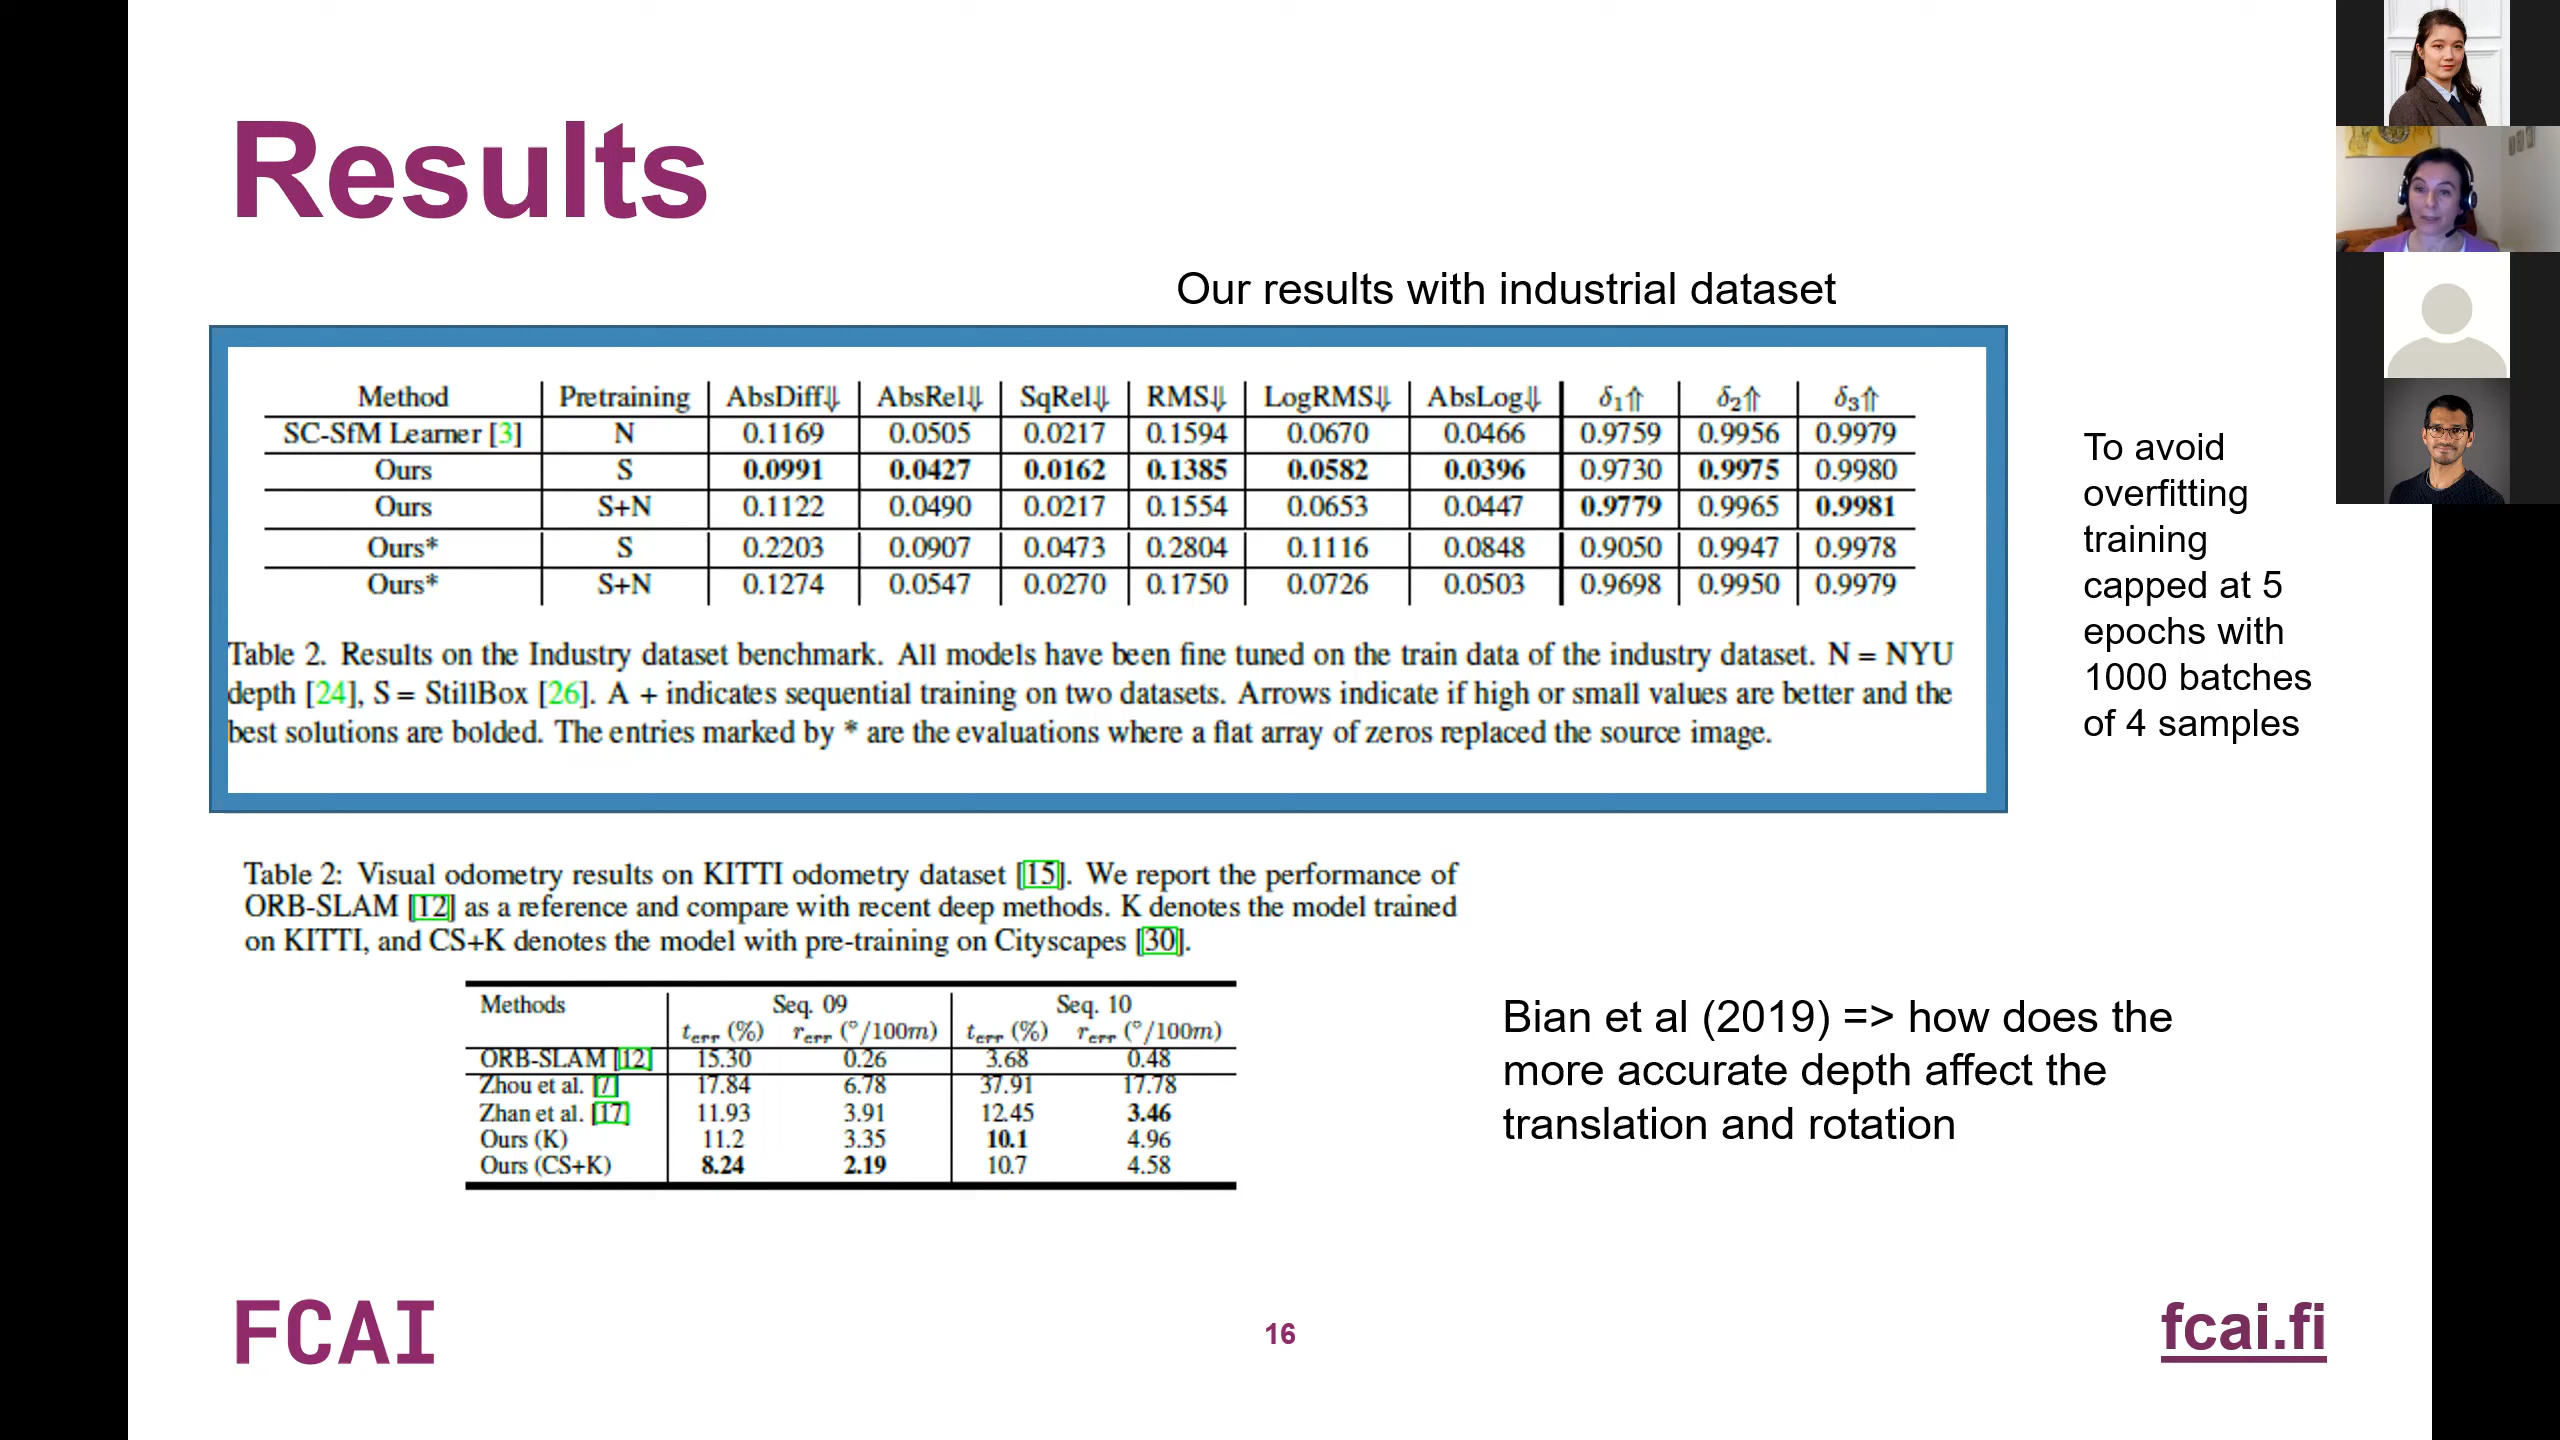 Results
Our results with industrial dataset
Method Pretraining AbsDiff⇓ AbsRel⇓ SqRel⇓ RMS⇓ LogRMS⇓ AbsLog⇓ δ1⇑ δ2⇑ δ3⇑
SC-SfM Learner [3] N 0.1169 0.0505 0.0217 0.1594 0.0670 0.0466 0.9759 0.9956 0.9979
Ours S 0.0991 0.0427 0.0162 0.1385 0.0582 0.0396 0.9730 0.9975 0.9980
Ours S+N 0.1122 0.0490 0.0217 0.1554 0.0653 0.0447 0.9779 0.9965 0.9981
Ours* S 0.2203 0.0907 0.0473 0.2804 0.1116 0.0848 0.9050 0.9947 0.9978
Ours* S+N 0.1274 0.0547 0.0270 0.1750 0.0726 0.0503 0.9698 0.9950 0.9979
Table 2. Results on the Industry dataset benchmark. All models have been fine tuned on the train data of the industry dataset. N = NYU
depth [24], S = StillBox [26]. A + indicates sequential training on two datasets. Arrows indicate if high or small values are better and the
best solutions are bolded. The entries marked by * are the evaluations where a flat array of zeros replaced the source image.
To avoid
overfitting
training
capped at 5
epochs with
1000 batches
of 4 samples
Table 2: Visual odometry results on KITTI odometry dataset [15]. We report the performance of
ORB-SLAM [12] as a reference and compare with recent deep methods. K denotes the model trained
on KITTI, and CS+K denotes the model with pre-training on Cityscapes [30].
Methods Seq. 09 Seq. 10
terr (%) rerr (°/100m) terr (%) rerr (°/100m)
ORB-SLAM [12] 15.30 0.26 3.68 0.48
Zhou et al. [7] 17.84 6.78 37.91 17.78
Zhan et al. [17] 11.93 3.91 12.45 3.46
Ours (K) 11.2 3.35 10.1 4.96
Ours (CS+K) 8.24 2.19 10.7 4.58
Bian et al (2019) => how does the
more accurate depth affect the
translation and rotation
FCAI
16
fcai.fi